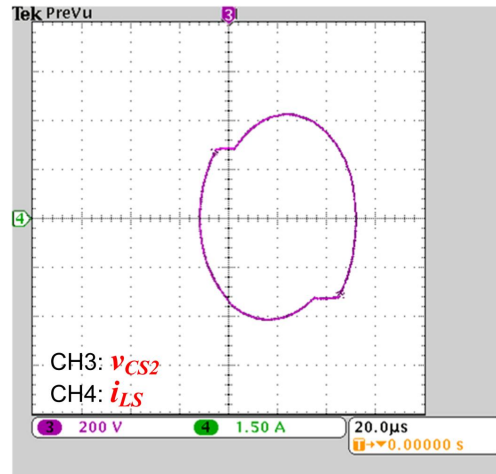 Tek PreVu
3
4
CH3: vCS2
CH4: iLS
3 200 V 4 1.50 A 20.0µs
T→▼0.00000 s